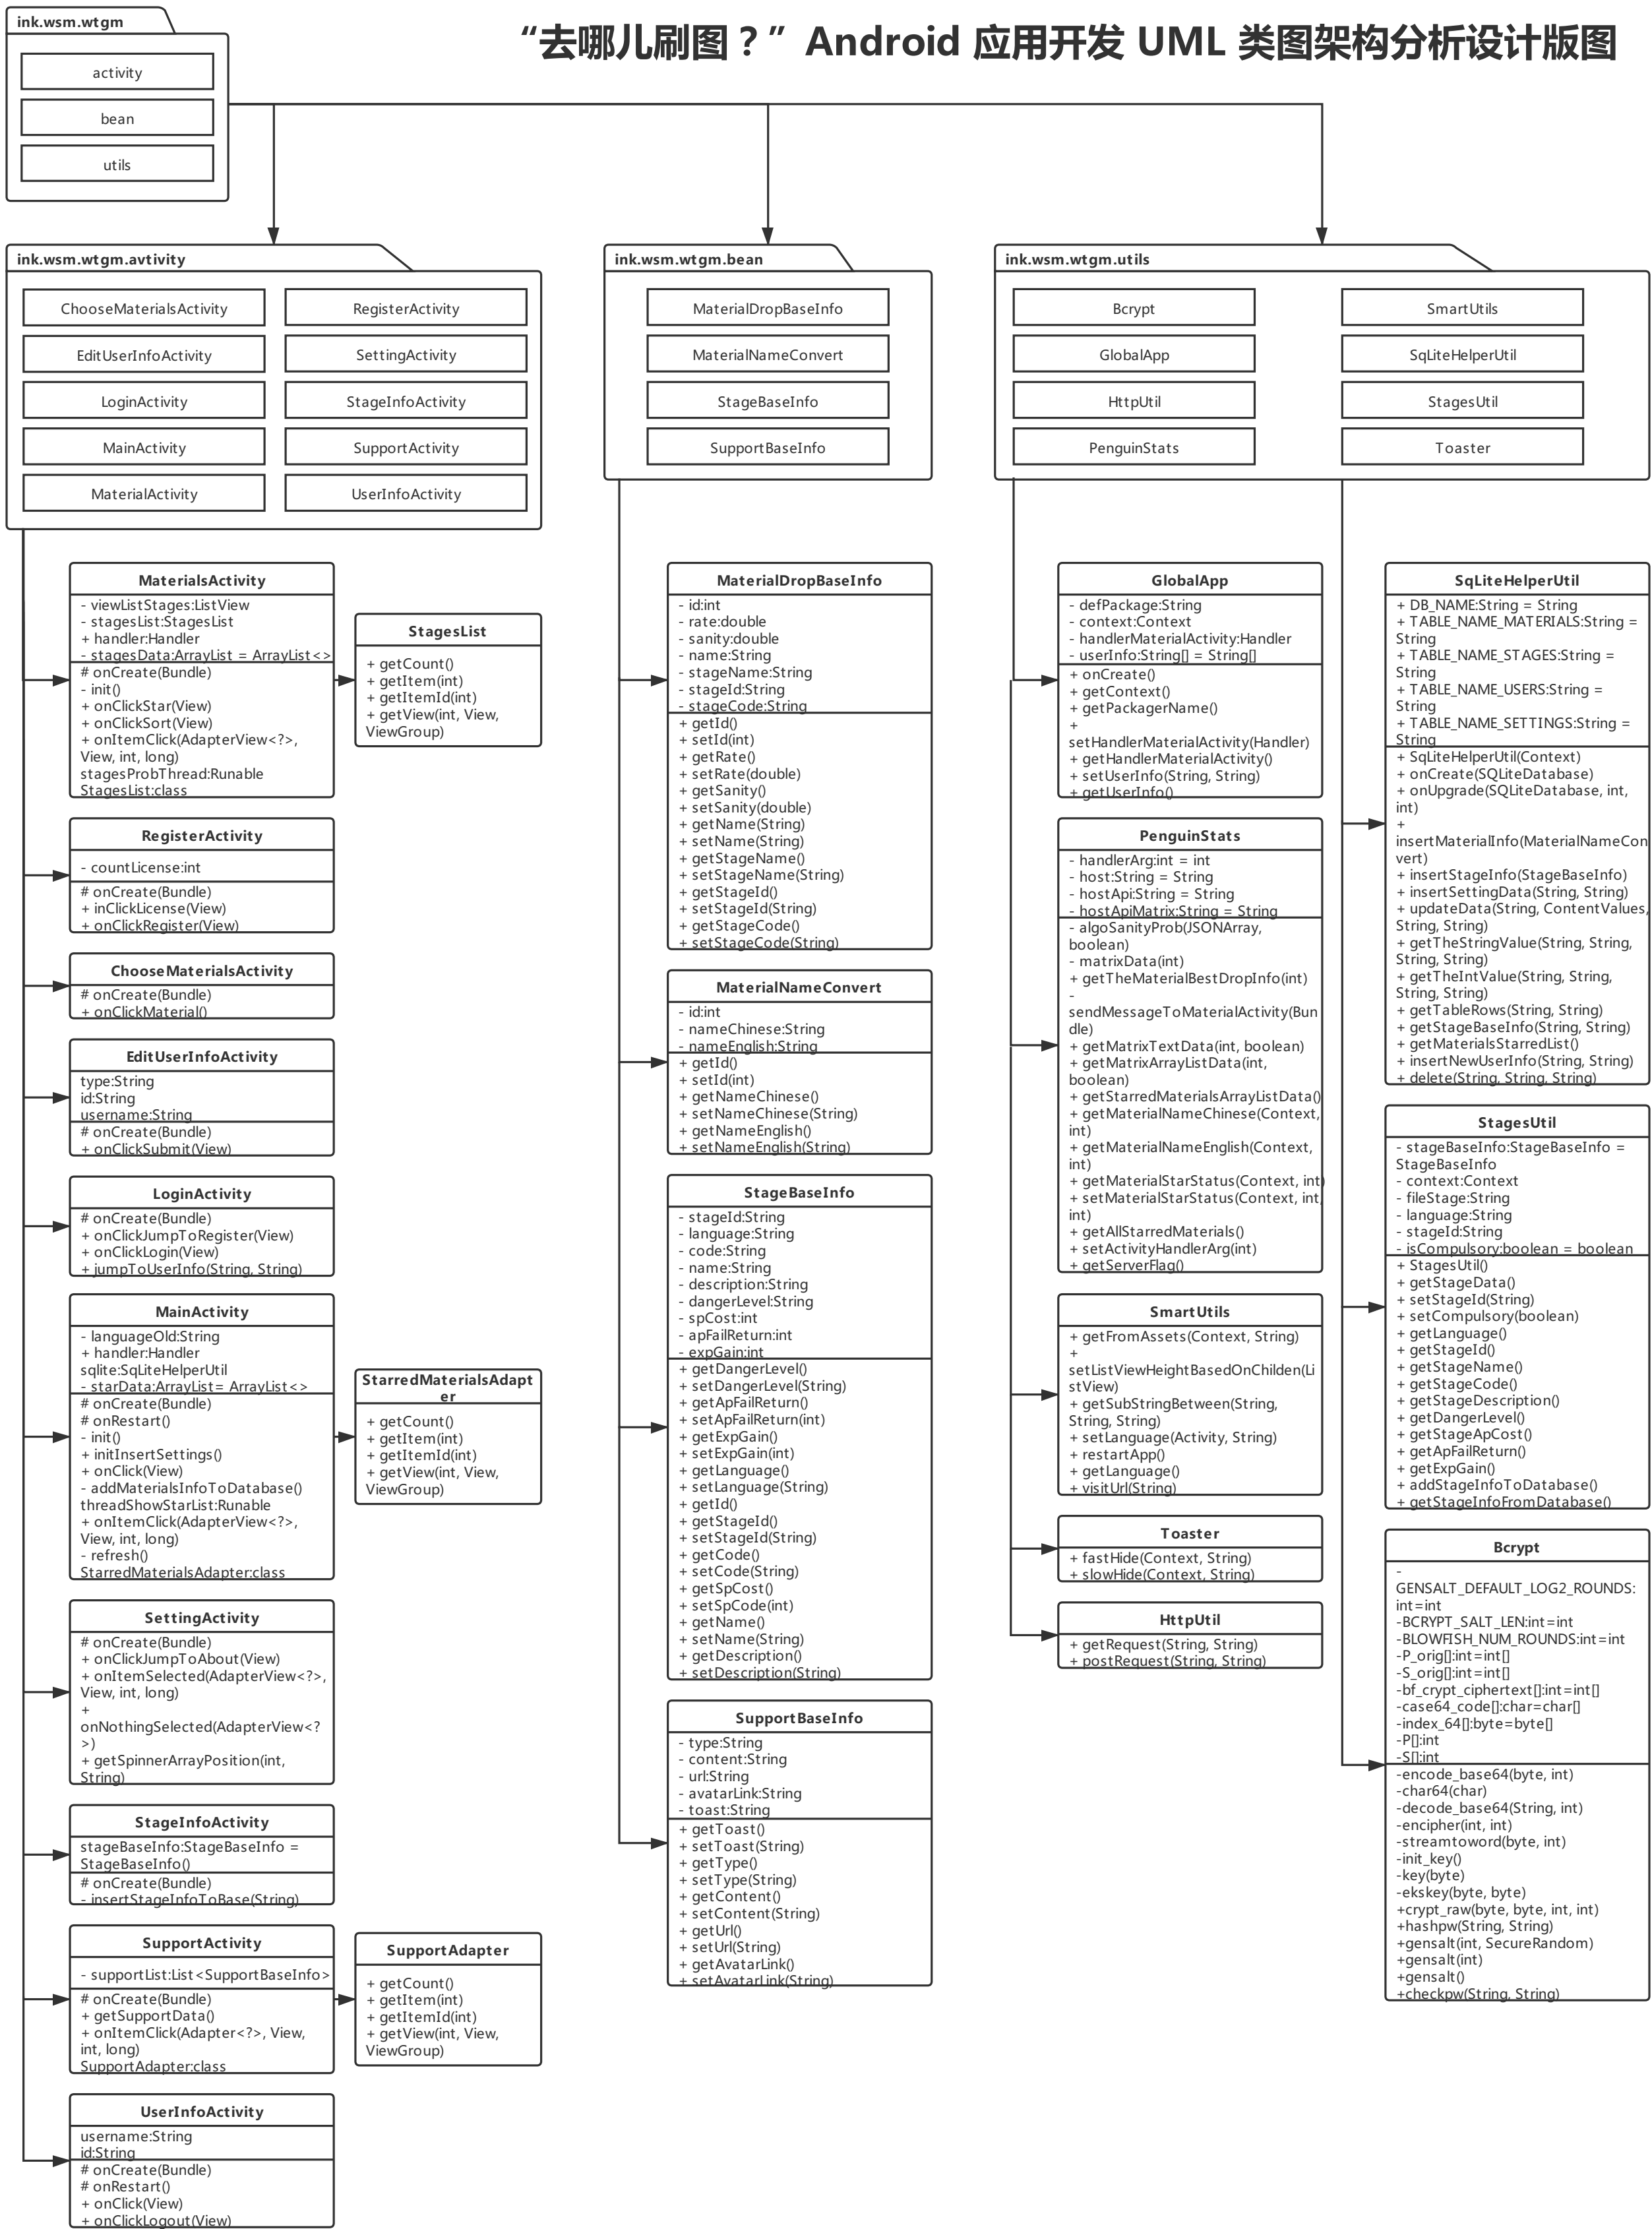 ink.wsm.wtgm
activity
bean
utils
“去哪儿刷图？”Android 应用开发 UML 类图架构分析设计版图
ink.wsm.wtgm.avtivity
ChooseMaterialsActivity
EditUserInfoActivity
LoginActivity
MainActivity
MaterialActivity
RegisterActivity
SettingActivity
StageInfoActivity
SupportActivity
UserInfoActivity
ink.wsm.wtgm.bean
MaterialDropBaseInfo
MaterialNameConvert
StageBaseInfo
SupportBaseInfo
ink.wsm.wtgm.utils
Bcrypt
GlobalApp
HttpUtil
PenguinStats
SmartUtils
SqLiteHelperUtil
StagesUtil
Toaster
MaterialsActivity
- viewListStages:ListView
- stagesList:StagesList
+ handler:Handler
- stagesData:ArrayList = ArrayList<>
# onCreate(Bundle)
- init()
+ onClickStar(View)
+ onClickSort(View)
+ onItemClick(AdapterView<?>,
View, int, long)
stagesProbThread:Runable
StagesList:class
StagesList
+ getCount()
+ getItem(int)
+ getItemId(int)
+ getView(int, View,
ViewGroup)
RegisterActivity
- countLicense:int
# onCreate(Bundle)
+ inClickLicense(View)
+ onClickRegister(View)
ChooseMaterialsActivity
# onCreate(Bundle)
+ onClickMaterial()
EditUserInfoActivity
type:String
id:String
username:String
# onCreate(Bundle)
+ onClickSubmit(View)
LoginActivity
# onCreate(Bundle)
+ onClickJumpToRegister(View)
+ onClickLogin(View)
+ jumpToUserInfo(String, String)
MainActivity
- languageOld:String
+ handler:Handler
sqlite:SqLiteHelperUtil
- starData:ArrayList= ArrayList<>
# onCreate(Bundle)
# onRestart()
- init()
+ initInsertSettings()
+ onClick(View)
- addMaterialsInfoToDatabase()
threadShowStarList:Runable
+ onItemClick(AdapterView<?>,
View, int, long)
- refresh()
StarredMaterialsAdapter:class
StarredMaterialsAdapt
er
+ getCount()
+ getItem(int)
+ getItemId(int)
+ getView(int, View,
ViewGroup)
SettingActivity
# onCreate(Bundle)
+ onClickJumpToAbout(View)
+ onItemSelected(AdapterView<?>,
View, int, long)
+
onNothingSelected(AdapterView<?
>)
+ getSpinnerArrayPosition(int,
String)
StageInfoActivity
stageBaseInfo:StageBaseInfo =
StageBaseInfo()
# onCreate(Bundle)
- insertStageInfoToBase(String)
SupportActivity
- supportList:List<SupportBaseInfo>
# onCreate(Bundle)
+ getSupportData()
+ onItemClick(Adapter<?>, View,
int, long)
SupportAdapter:class
SupportAdapter
+ getCount()
+ getItem(int)
+ getItemId(int)
+ getView(int, View,
ViewGroup)
UserInfoActivity
username:String
id:String
# onCreate(Bundle)
# onRestart()
+ onClick(View)
+ onClickLogout(View)
MaterialDropBaseInfo
- id:int
- rate:double
- sanity:double
- name:String
- stageName:String
- stageId:String
- stageCode:String
+ getId()
+ setId(int)
+ getRate()
+ setRate(double)
+ getSanity()
+ setSanity(double)
+ getName(String)
+ setName(String)
+ getStageName()
+ setStageName(String)
+ getStageId()
+ setStageId(String)
+ getStageCode()
+ setStageCode(String)
MaterialNameConvert
- id:int
- nameChinese:String
- nameEnglish:String
+ getId()
+ setId(int)
+ getNameChinese()
+ setNameChinese(String)
+ getNameEnglish()
+ setNameEnglish(String)
StageBaseInfo
- stageId:String
- language:String
- code:String
- name:String
- description:String
- dangerLevel:String
- spCost:int
- apFailReturn:int
- expGain:int
+ getDangerLevel()
+ setDangerLevel(String)
+ getApFailReturn()
+ setApFailReturn(int)
+ getExpGain()
+ setExpGain(int)
+ getLanguage()
+ setLanguage(String)
+ getId()
+ getStageId()
+ setStageId(String)
+ getCode()
+ setCode(String)
+ getSpCost()
+ setSpCode(int)
+ getName()
+ setName(String)
+ getDescription()
+ setDescription(String)
SupportBaseInfo
- type:String
- content:String
- url:String
- avatarLink:String
- toast:String
+ getToast()
+ setToast(String)
+ getType()
+ setType(String)
+ getContent()
+ setContent(String)
+ getUrl()
+ setUrl(String)
+ getAvatarLink()
+ setAvatarLink(String)
GlobalApp
- defPackage:String
- context:Context
- handlerMaterialActivity:Handler
- userInfo:String[] = String[]
+ onCreate()
+ getContext()
+ getPackagerName()
+
setHandlerMaterialActivity(Handler)
+ getHandlerMaterialActivity()
+ setUserInfo(String, String)
+ getUserInfo()
PenguinStats
- handlerArg:int = int
- host:String = String
- hostApi:String = String
- hostApiMatrix:String = String
- algoSanityProb(JSONArray,
boolean)
- matrixData(int)
+ getTheMaterialBestDropInfo(int)
-
sendMessageToMaterialActivity(Bun
dle)
+ getMatrixTextData(int, boolean)
+ getMatrixArrayListData(int,
boolean)
+ getStarredMaterialsArrayListData()
+ getMaterialNameChinese(Context,
int)
+ getMaterialNameEnglish(Context,
int)
+ getMaterialStarStatus(Context, int)
+ setMaterialStarStatus(Context, int,
int)
+ getAllStarredMaterials()
+ setActivityHandlerArg(int)
+ getServerFlag()
SmartUtils
+ getFromAssets(Context, String)
+
setListViewHeightBasedOnChilden(Li
stView)
+ getSubStringBetween(String,
String, String)
+ setLanguage(Activity, String)
+ restartApp()
+ getLanguage()
+ visitUrl(String)
Toaster
+ fastHide(Context, String)
+ slowHide(Context, String)
HttpUtil
+ getRequest(String, String)
+ postRequest(String, String)
SqLiteHelperUtil
+ DB_NAME:String = String
+ TABLE_NAME_MATERIALS:String =
String
+ TABLE_NAME_STAGES:String =
String
+ TABLE_NAME_USERS:String =
String
+ TABLE_NAME_SETTINGS:String =
String
+ SqLiteHelperUtil(Context)
+ onCreate(SQLiteDatabase)
+ onUpgrade(SQLiteDatabase, int,
int)
+
insertMaterialInfo(MaterialNameCon
vert)
+ insertStageInfo(StageBaseInfo)
+ insertSettingData(String, String)
+ updateData(String, ContentValues,
String, String)
+ getTheStringValue(String, String,
String, String)
+ getTheIntValue(String, String,
String, String)
+ getTableRows(String, String)
+ getStageBaseInfo(String, String)
+ getMaterialsStarredList()
+ insertNewUserInfo(String, String)
+ delete(String, String, String)
StagesUtil
- stageBaseInfo:StageBaseInfo =
StageBaseInfo
- context:Context
- fileStage:String
- language:String
- stageId:String
- isCompulsory:boolean = boolean
+ StagesUtil()
+ getStageData()
+ setStageId(String)
+ setCompulsory(boolean)
+ getLanguage()
+ getStageId()
+ getStageName()
+ getStageCode()
+ getStageDescription()
+ getDangerLevel()
+ getStageApCost()
+ getApFailReturn()
+ getExpGain()
+ addStageInfoToDatabase()
+ getStageInfoFromDatabase()
Bcrypt
-
GENSALT_DEFAULT_LOG2_ROUNDS:
int=int
-BCRYPT_SALT_LEN:int=int
-BLOWFISH_NUM_ROUNDS:int=int
-P_orig[]:int=int[]
-S_orig[]:int=int[]
-bf_crypt_ciphertext[]:int=int[]
-case64_code[]:char=char[]
-index_64[]:byte=byte[]
-P[]:int
-S[]:int
-encode_base64(byte, int)
-char64(char)
-decode_base64(String, int)
-encipher(int, int)
-streamtoword(byte, int)
-init_key()
-key(byte)
-ekskey(byte, byte)
+crypt_raw(byte, byte, int, int)
+hashpw(String, String)
+gensalt(int, SecureRandom)
+gensalt(int)
+gensalt()
+checkpw(String, String)